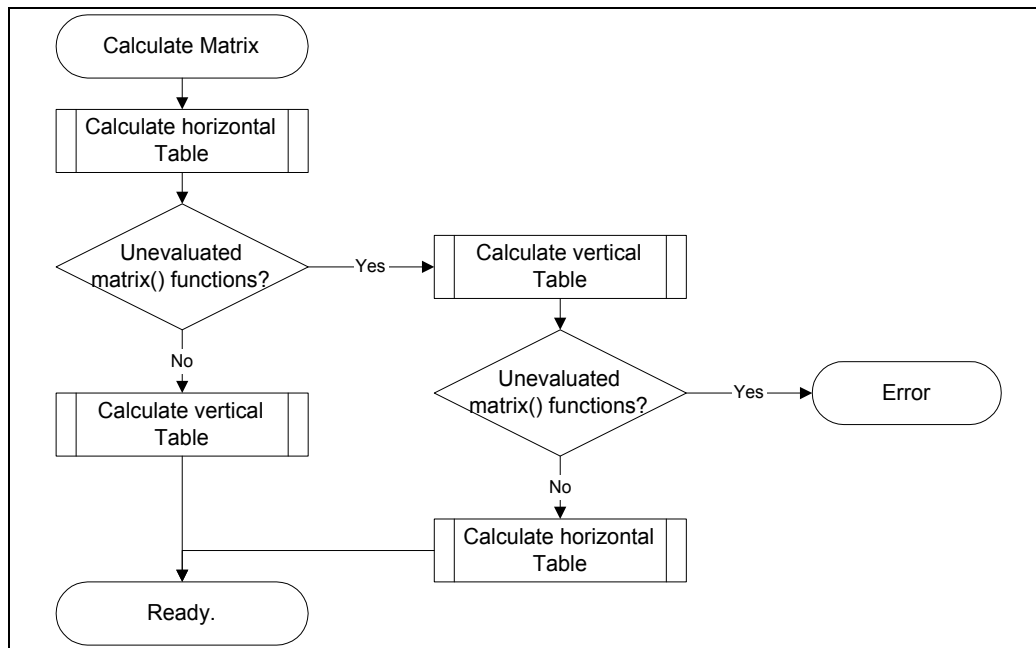 Calculate Matrix
Calculate horizontal
Table
Unevaluated
matrix() functions?
Yes
Calculate vertical
Table
No
Calculate vertical
Table
Unevaluated
matrix() functions?
Yes
Error
No
Calculate horizontal
Table
Ready.